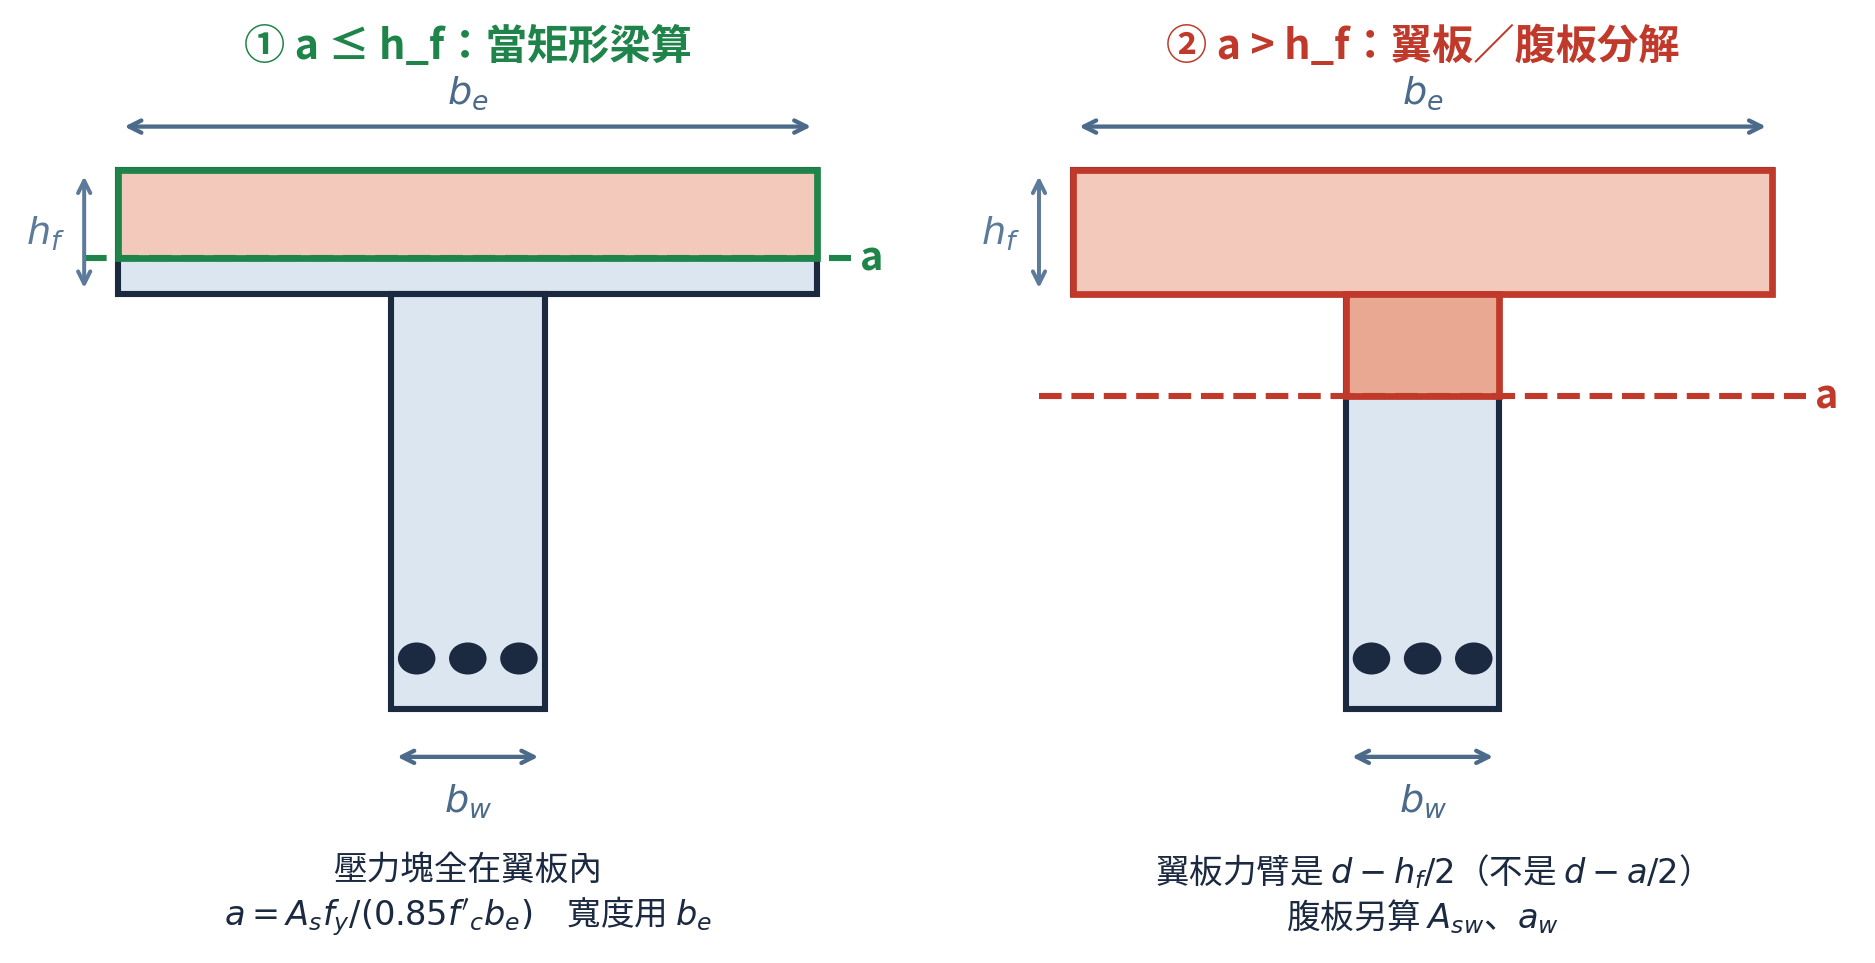 ① a ≤ h_f：當矩形梁算
b_e
h_f
a
b_w
壓力塊全在翼板內
a = A_s f_y/(0.85f′_c b_e)　寬度用 b_e
② a > h_f：翼板／腹板分解
b_e
h_f
a
b_w
翼板力臂是 d − h_f/2（不是 d − a/2）
腹板另算 A_sw、a_w